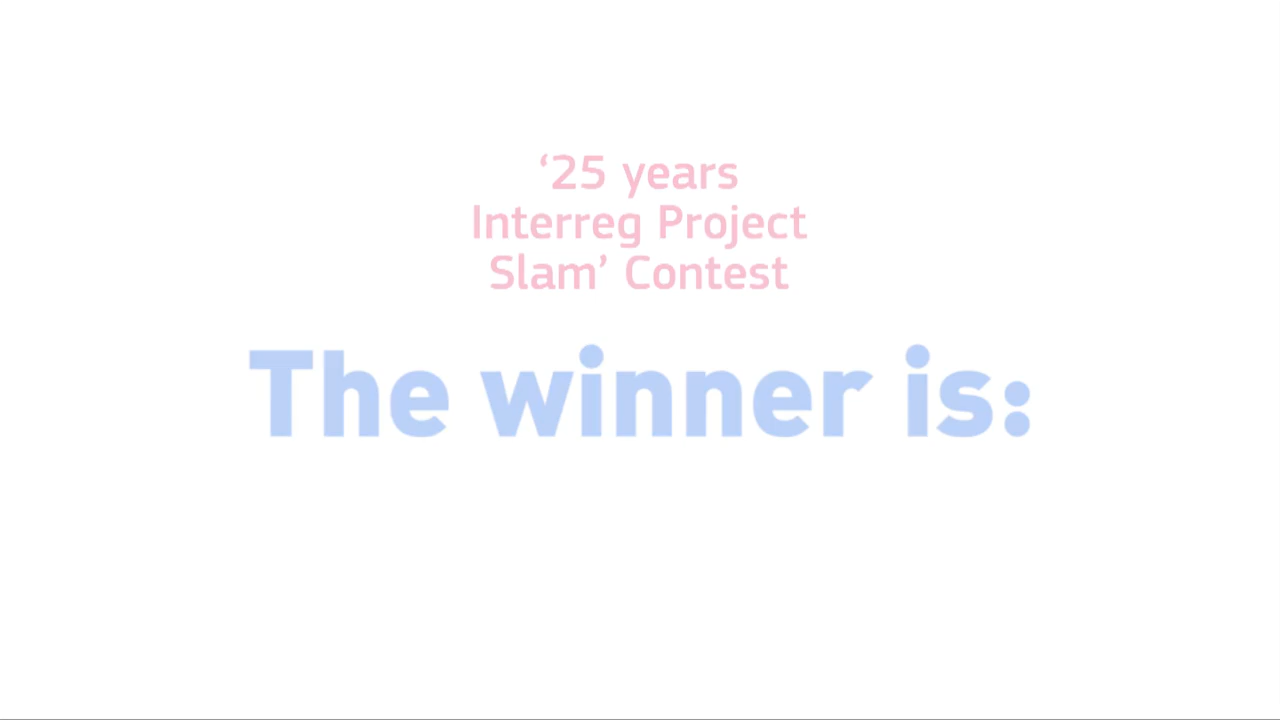 ‘25 years
Interreg Project
Slam’ Contest
The winner is: